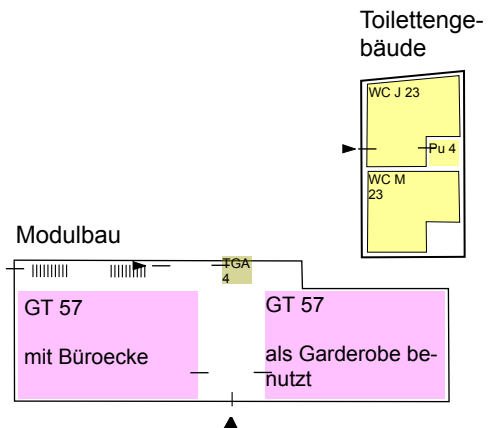 Toilettenge-
bäude
WC J 23
Pu 4
WC M
23
Modulbau
TGA
4
GT 57
mit Büroecke
GT 57
als Garderobe be-
nutzt